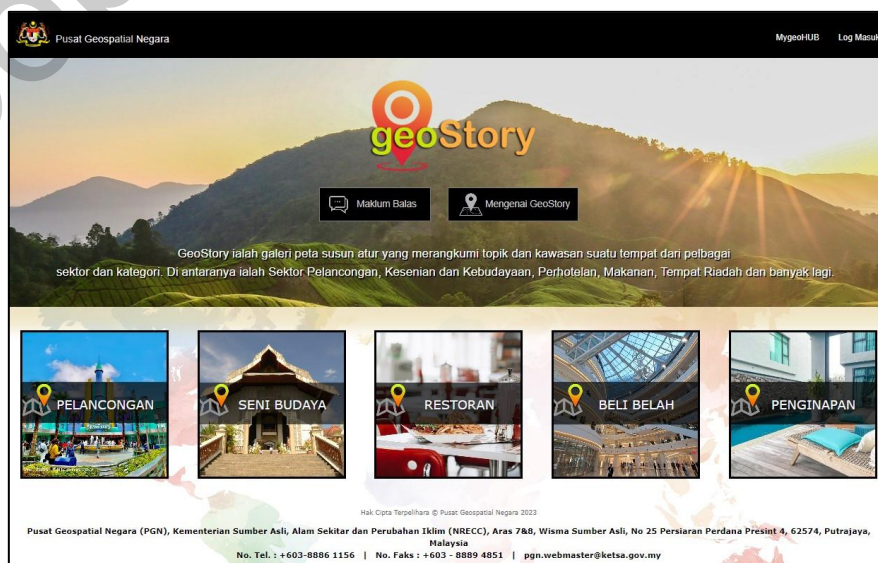 Pusat Geospatial Negara
MygeoHUB Log Masuk
geoStory
Maklum Balas
Mengenai GeoStory
GeoStory ialah galeri peta susun atur yang merangkumi topik dan kawasan suatu tempat dari pelbagai
sektor dan kategori. Di antaranya ialah Sektor Pelancongan, Kesenian dan Kebudayaan, Perhotelan, Makanan, Tempat Riadah dan banyak lagi.
PELANCONGAN
SENI BUDAYA
RESTORAN
BELI BELAH
PENGINAPAN
Hak Cipta Terpelihara © Pusat Geospatial Negara 2023
Pusat Geospatial Negara (PGN), Kementerian Sumber Asli, Alam Sekitar dan Perubahan Iklim (NRECC), Aras 7&8, Wisma Sumber Asli, No 25 Persiaran Perdana Presint 4, 62574, Putrajaya,
Malaysia
No. Tel. : +603-8886 1156 | No. Faks : +603 - 8889 4851 | pgn.webmaster@ketsa.gov.my